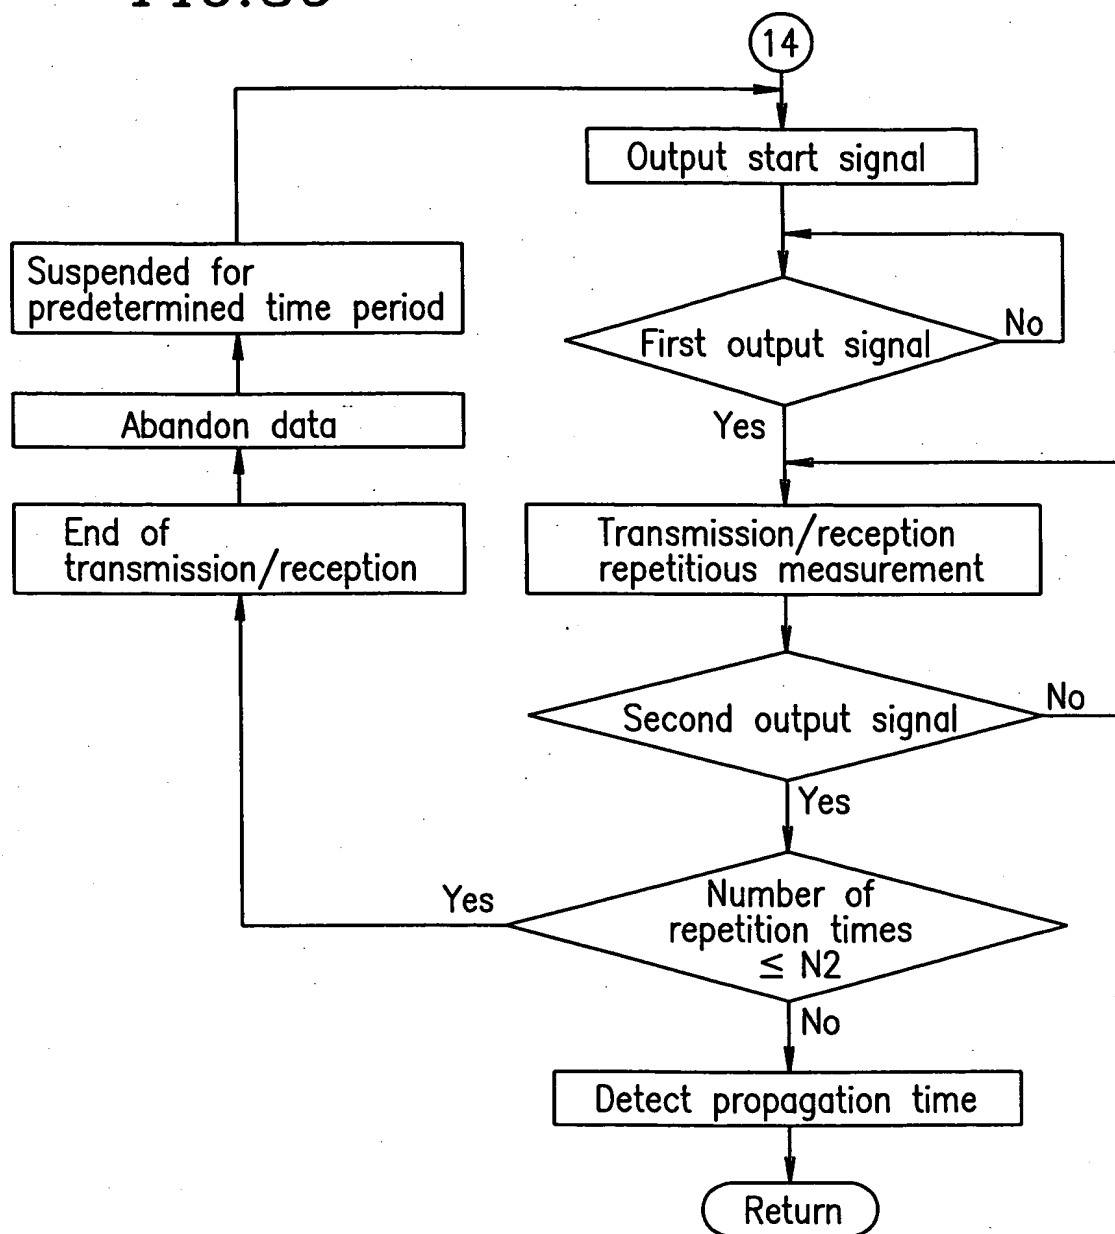 14
Output start signal
Suspended for
predetermined time period
First output signal
No
Abandon data
Yes
End of
transmission/reception
Transmission/reception
repetitious measurement
Second output signal
No
Yes
Number of
repetition times
≤ N2
Yes
No
Detect propagation time
Return